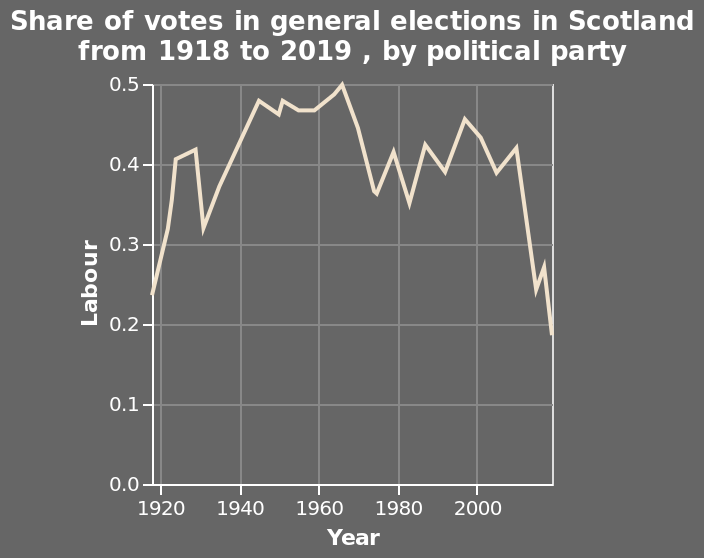 Share of votes in general elections in Scotland
from 1918 to 2019 , by political party
0.5
0.4
0.3
0.2
0.1
0.0
Labour
1920 1940 1960 1980 2000
Year